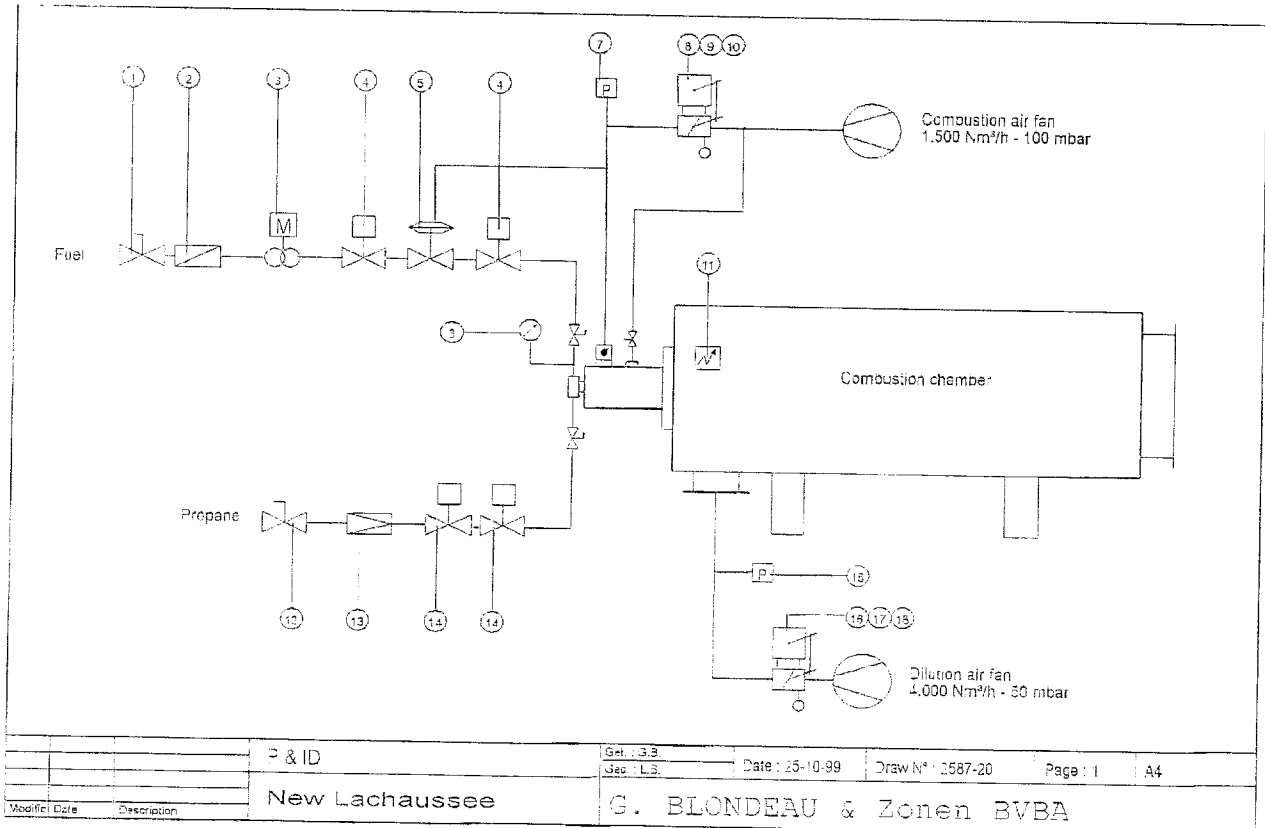 7
8 9 10
1
2
3
4
5
4
P
Combustion air fan
1.500 Nm³/h - 100 mbar
M
Fuel
11
Combustion chamber
Propane
P
15
12
13
14
14
16 17 18
Dilution air fan
4.000 Nm³/h - 50 mbar
P & ID
Get. : G.B.
Date : 25-10-99
Draw N° : 2587-20
Page : 1
A4
New Lachaussee
G. BLONDEAU & Zonen BVBA
Modific
Date
Description